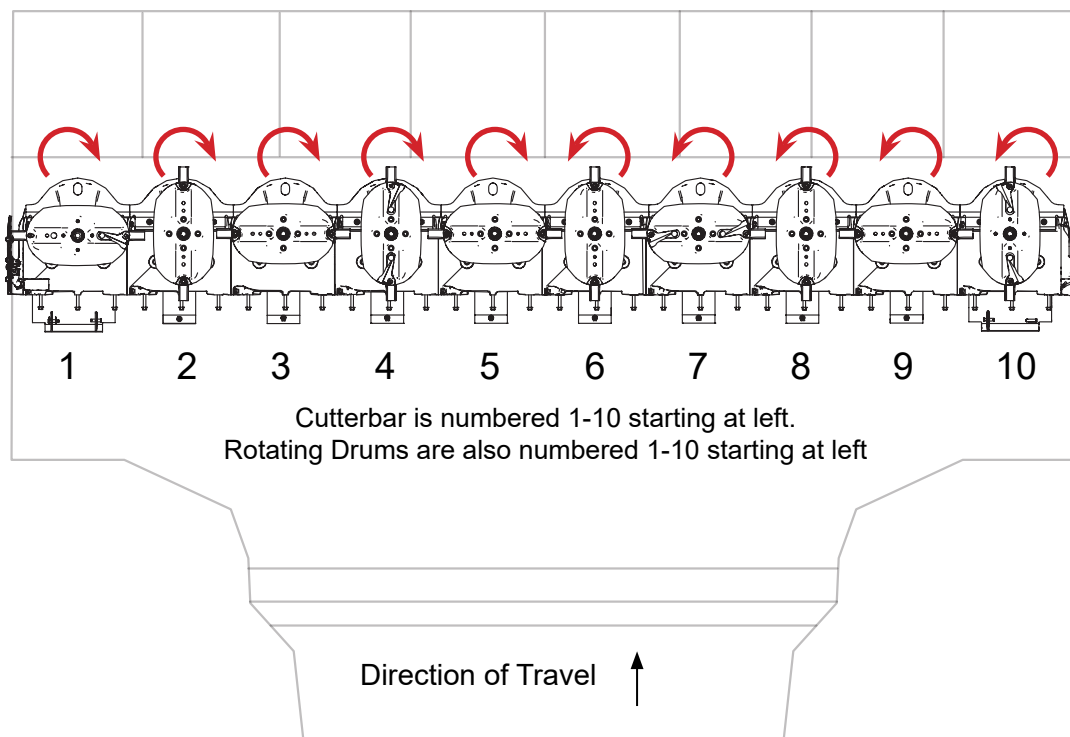 1 2 3 4 5 6 7 8 9 10
Cutterbar is numbered 1-10 starting at left.
Rotating Drums are also numbered 1-10 starting at left
Direction of Travel